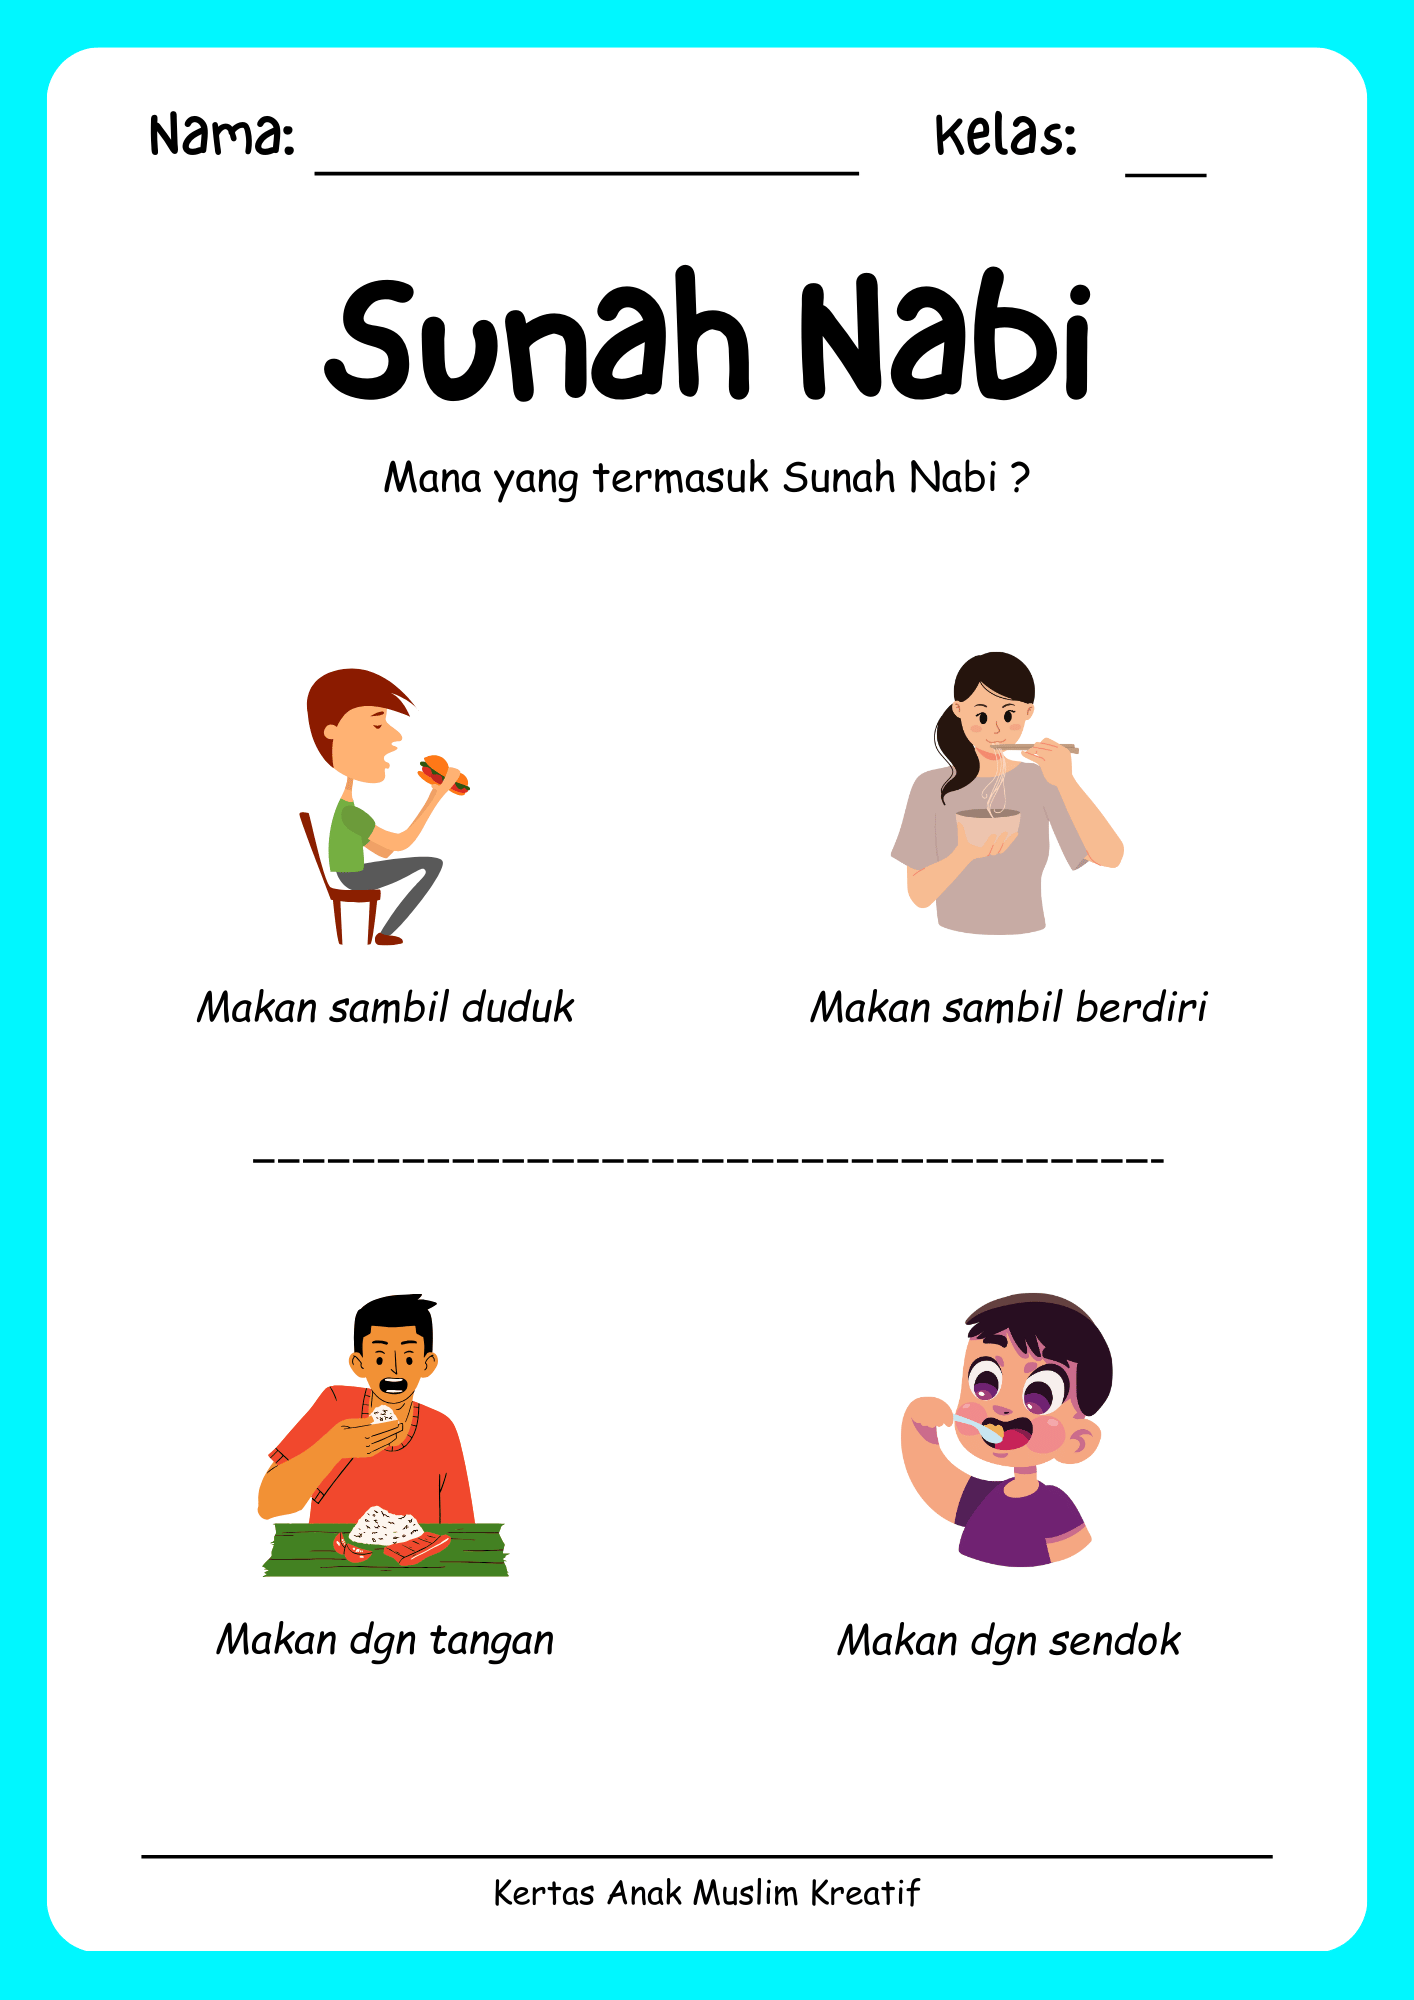 Nama: Kelas:
Sunah Nabi
Mana yang termasuk Sunah Nabi ?
Makan sambil duduk
Makan sambil berdiri
Makan dgn tangan
Makan dgn sendok
Kertas Anak Muslim Kreatif